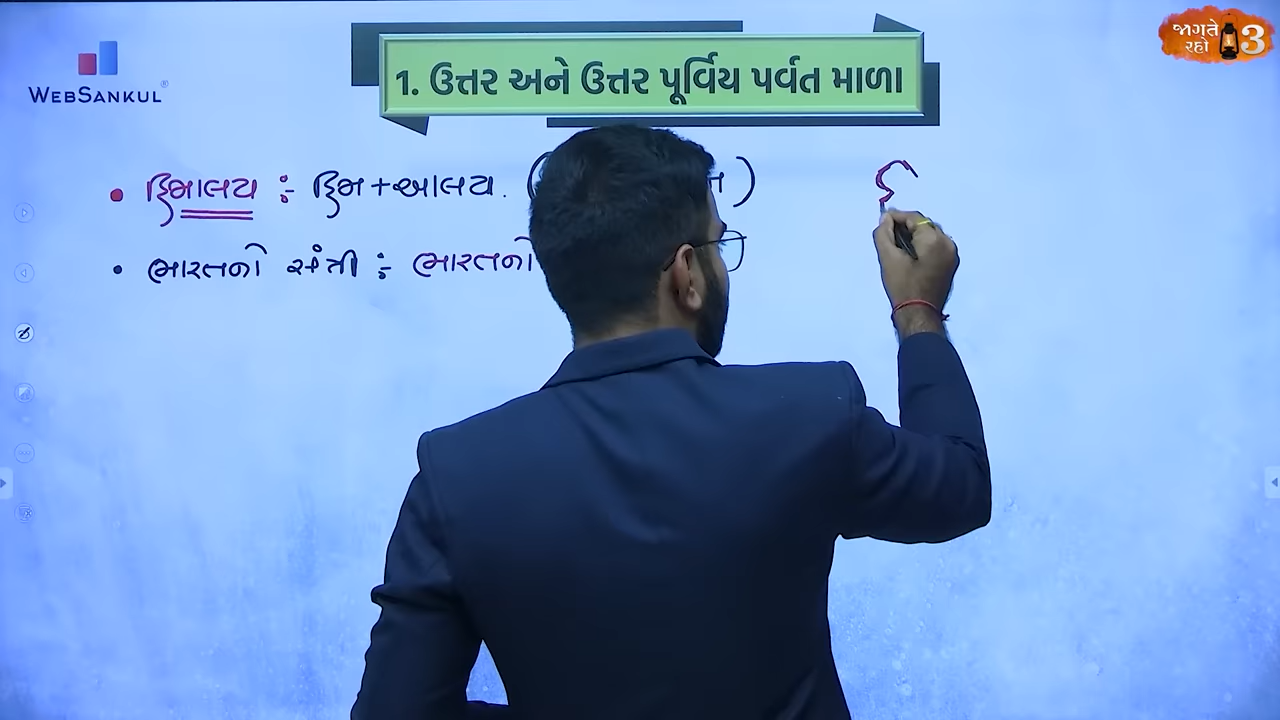 WEBSANKUL®
1. ઉત્તર અને ઉત્તર પૂર્વિય પર્વત માળા
જાગતે
રહો 3
• હિમાલય : હિમ+આલય. ( )
• ભારતનો સંત્રી : ભારતનો